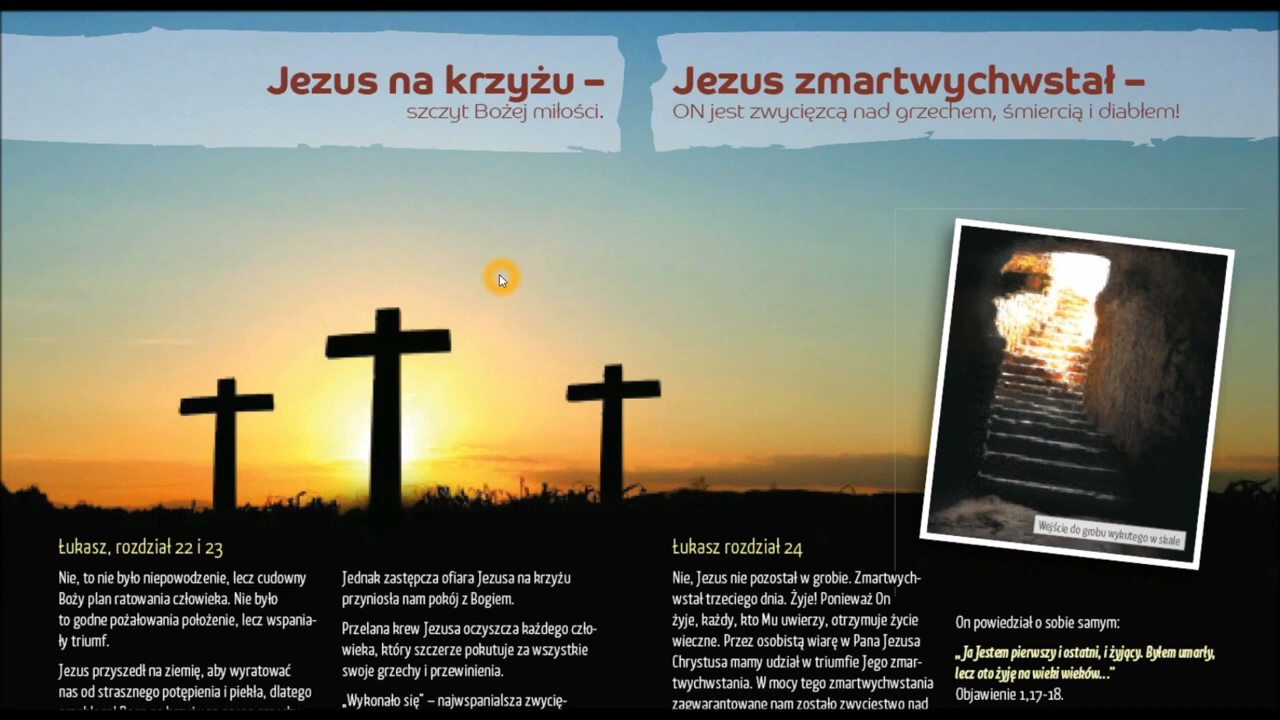 Jezus na krzyżu –
szczyt Bożej miłości.
Jezus zmartwychwstał –
ON jest zwycięzcą nad grzechem, śmiercią i diabłem!
Łukasz, rozdział 22 i 23
Nie, to nie było niepowodzenie, lecz cudowny
Boży plan ratowania człowieka. Nie było
to godne pożałowania położenie, lecz wspania-
ły triumf.
Jezus przyszedł na ziemię, aby wyratować
nas od strasznego potępienia i piekła, dlatego
Jednak zastępcza ofiara Jezusa na krzyżu
przyniosła nam pokój z Bogiem.
Przelana krew Jezusa oczyszcza każdego czło-
wieka, który szczerze pokutuje za wszystkie
swoje grzechy i przewinienia.
„Wykonało się” – najwspanialsza zwycię-
Łukasz rozdział 24
Nie, Jezus nie pozostał w grobie. Zmartwych-
wstał trzeciego dnia. Żyje! Ponieważ On
żyje, każdy, kto Mu uwierzy, otrzymuje życie
wieczne. Przez osobistą wiarę w Pana Jezusa
Chrystusa mamy udział w triumfie Jego zmar-
twychwstania. W mocy tego zmartwychwstania
zagwarantowane nam zostało zwycięstwo nad
Wejście do grobu wykutego w skale
On powiedział o sobie samym:
„Ja Jestem pierwszy i ostatni, i żyjący. Byłem umarły,
lecz oto żyję na wieki wieków...”
Objawienie 1,17-18.